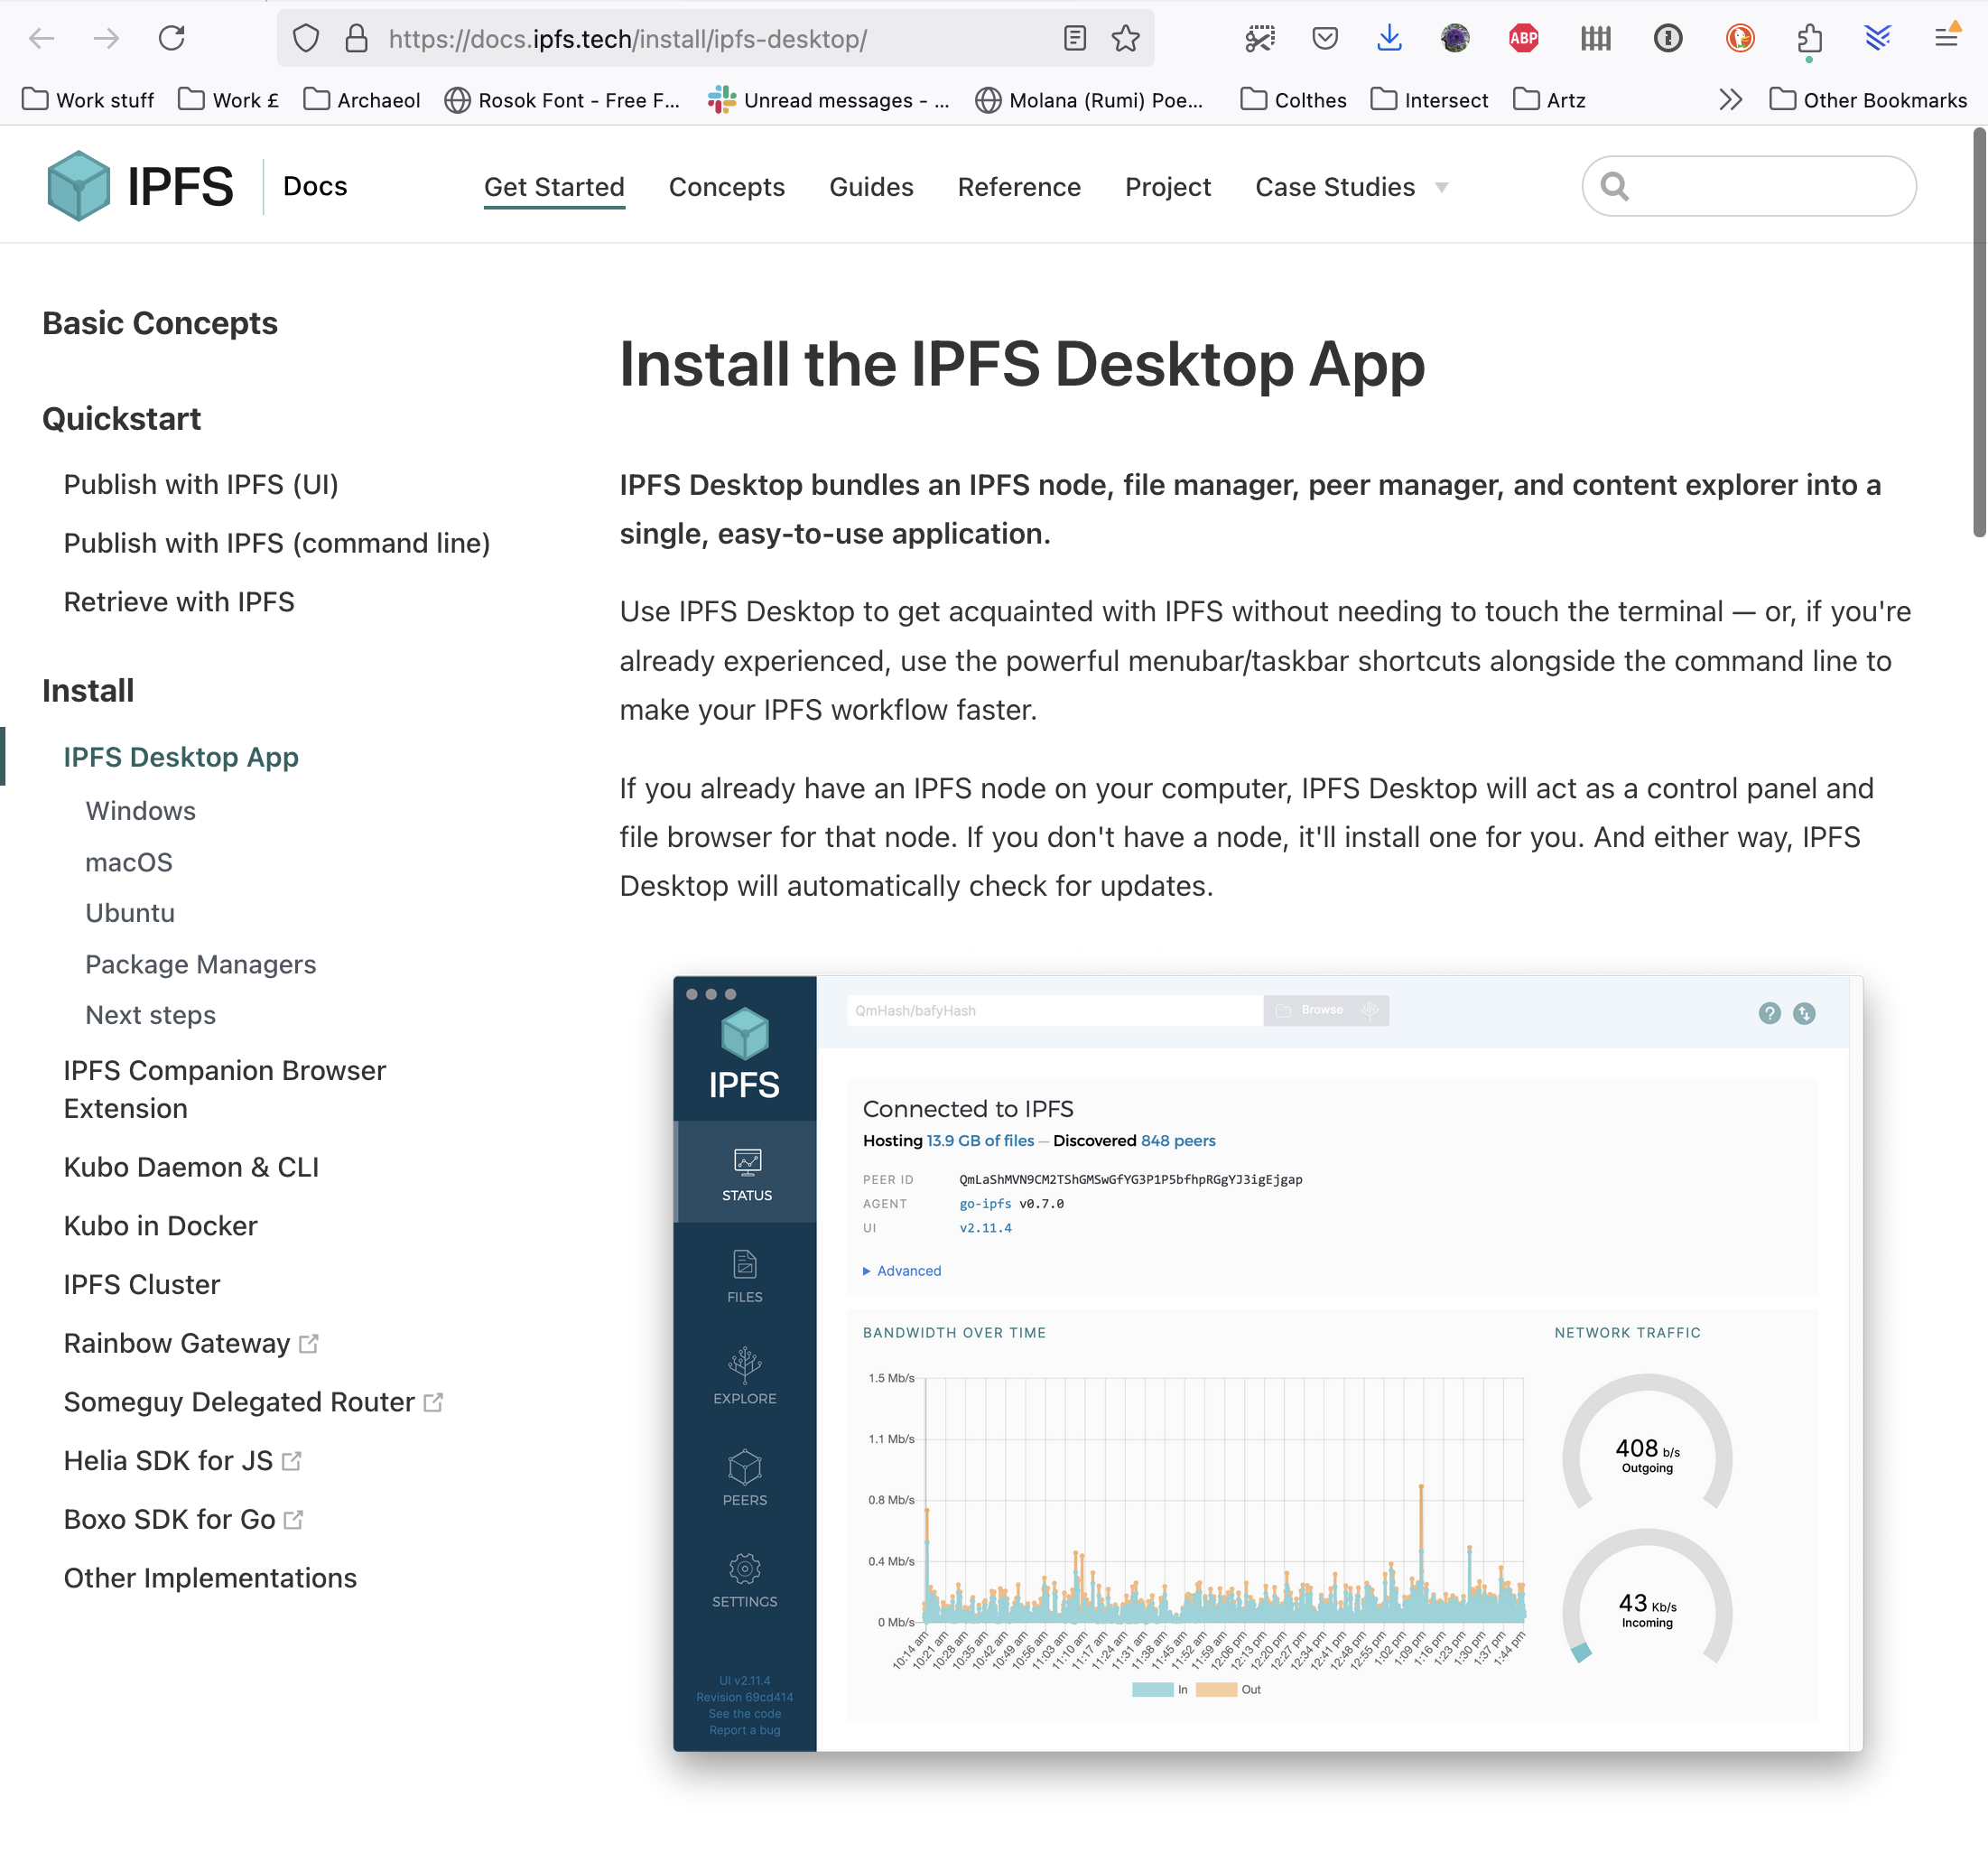 https://docs.ipfs.tech/install/ipfs-desktop/
ABP
Work stuff
Work £
Archaeol
Rosok Font - Free F...
Unread messages - ...
Molana (Rumi) Poe...
Colthes
Intersect
Artz
Other Bookmarks
IPFS
Docs
Get Started
Concepts
Guides
Reference
Project
Case Studies
Basic Concepts
Quickstart
Publish with IPFS (UI)
Publish with IPFS (command line)
Retrieve with IPFS
Install
IPFS Desktop App
Windows
macOS
Ubuntu
Package Managers
Next steps
IPFS Companion Browser
Extension
Kubo Daemon & CLI
Kubo in Docker
IPFS Cluster
Rainbow Gateway
Someguy Delegated Router
Helia SDK for JS
Boxo SDK for Go
Other Implementations
Install the IPFS Desktop App
IPFS Desktop bundles an IPFS node, file manager, peer manager, and content explorer into a
single, easy-to-use application.
Use IPFS Desktop to get acquainted with IPFS without needing to touch the terminal — or, if you're
already experienced, use the powerful menubar/taskbar shortcuts alongside the command line to
make your IPFS workflow faster.
If you already have an IPFS node on your computer, IPFS Desktop will act as a control panel and
file browser for that node. If you don't have a node, it'll install one for you. And either way, IPFS
Desktop will automatically check for updates.
IPFS
STATUS
FILES
EXPLORE
PEERS
SETTINGS
UI v2.11.4
Revision 69cd414
See the code
Report a bug
QmHash/bafyHash
Browse
?
Connected to IPFS
Hosting 13.9 GB of files — Discovered 848 peers
PEER ID QmLaShMVN9CM2TShGMSwGfYG3P1P5bfhpRGgYJ3igEjgap
AGENT go-ipfs v0.7.0
UI v2.11.4
Advanced
BANDWIDTH OVER TIME
1.5 Mb/s
1.1 Mb/s
0.8 Mb/s
0.4 Mb/s
0 Mb/s
10:14 am
10:21 am
10:28 am
10:35 am
10:42 am
10:49 am
10:56 am
11:03 am
11:10 am
11:17 am
11:24 am
11:31 am
11:38 am
11:45 am
11:52 am
11:59 am
12:06 pm
12:13 pm
12:20 pm
12:27 pm
12:34 pm
12:41 pm
12:48 pm
12:55 pm
1:02 pm
1:09 pm
1:16 pm
1:23 pm
1:30 pm
1:37 pm
1:44 pm
In
Out
NETWORK TRAFFIC
408 b/s
Outgoing
43 Kb/s
Incoming